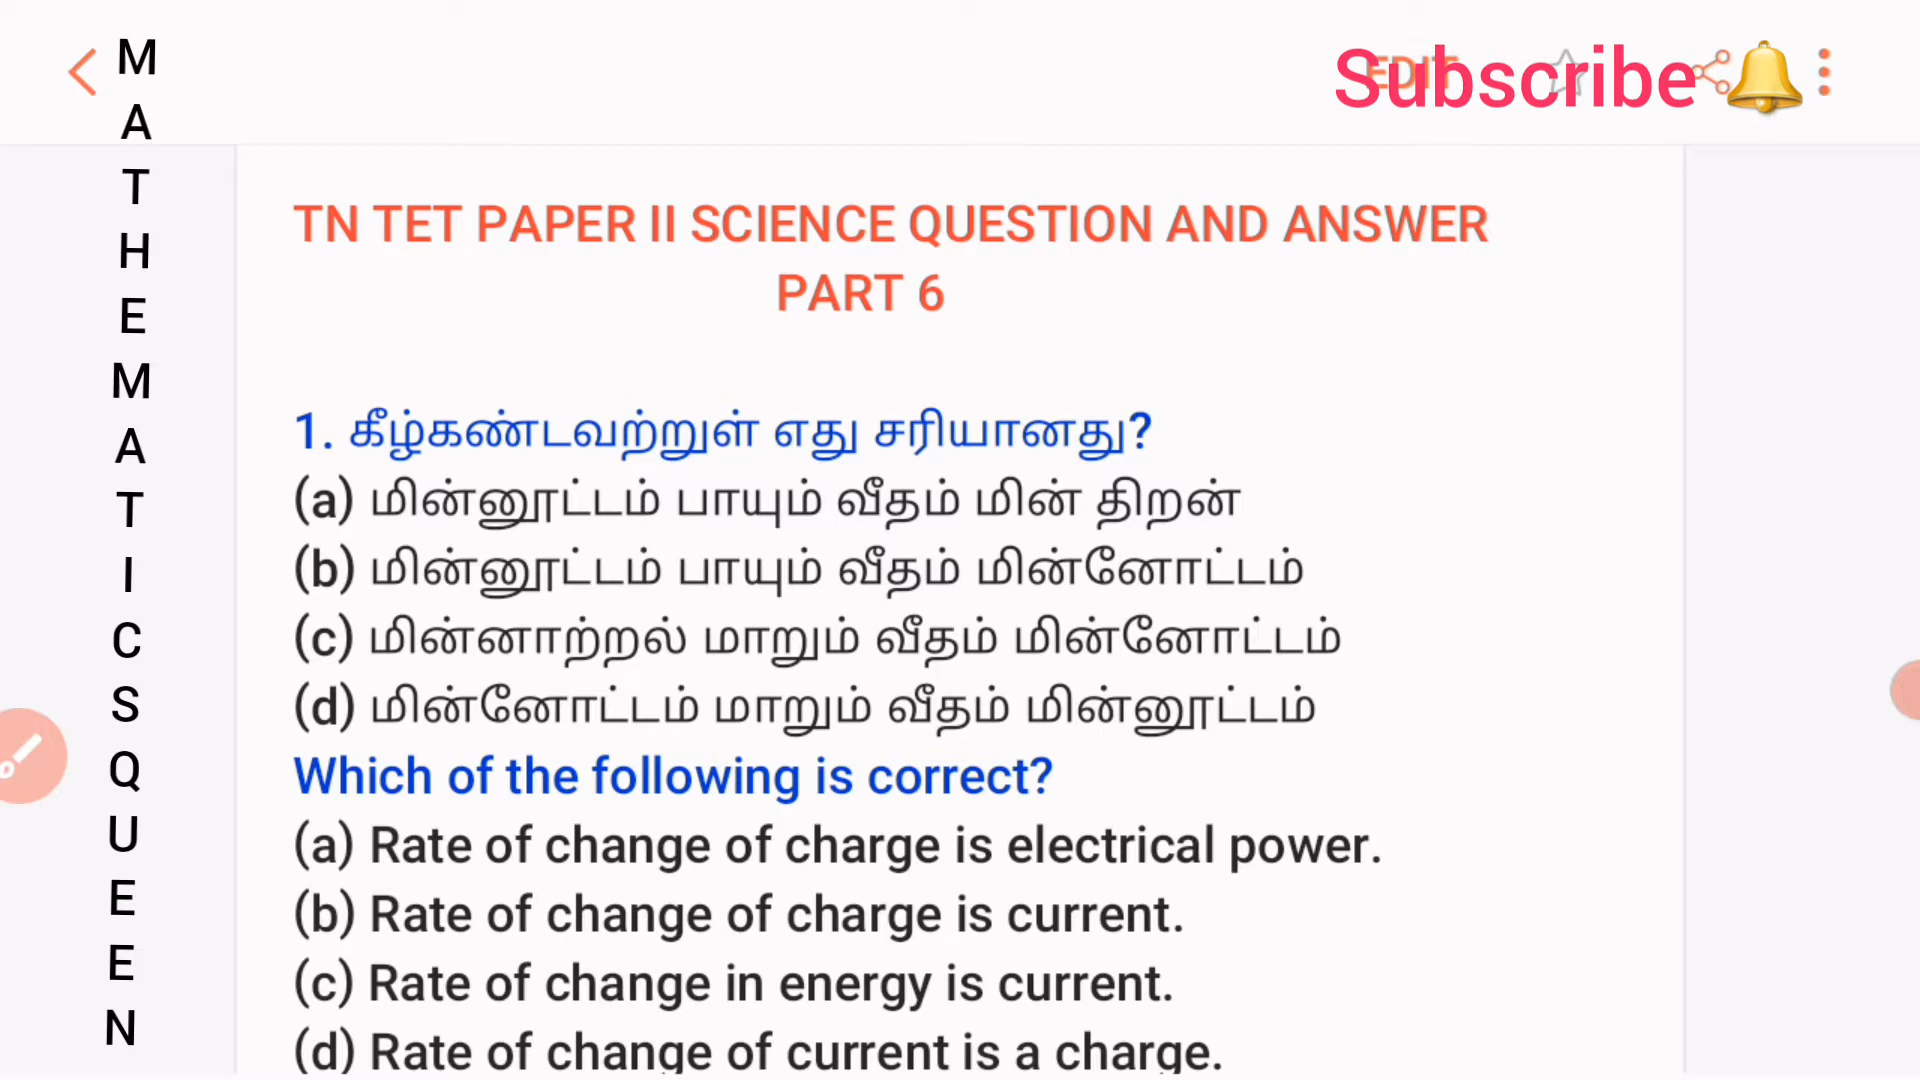 MATHEMATICS QUEEN
EDIT
Subscribe
TN TET PAPER II SCIENCE QUESTION AND ANSWER
PART 6
1. கீழ்கண்டவற்றுள் எது சரியானது?
(a) மின்னூட்டம் பாயும் வீதம் மின் திறன்
(b) மின்னூட்டம் பாயும் வீதம் மின்னோட்டம்
(c) மின்னாற்றல் மாறும் வீதம் மின்னோட்டம்
(d) மின்னோட்டம் மாறும் வீதம் மின்னூட்டம்
Which of the following is correct?
(a) Rate of change of charge is electrical power.
(b) Rate of change of charge is current.
(c) Rate of change in energy is current.
(d) Rate of change of current is a charge.